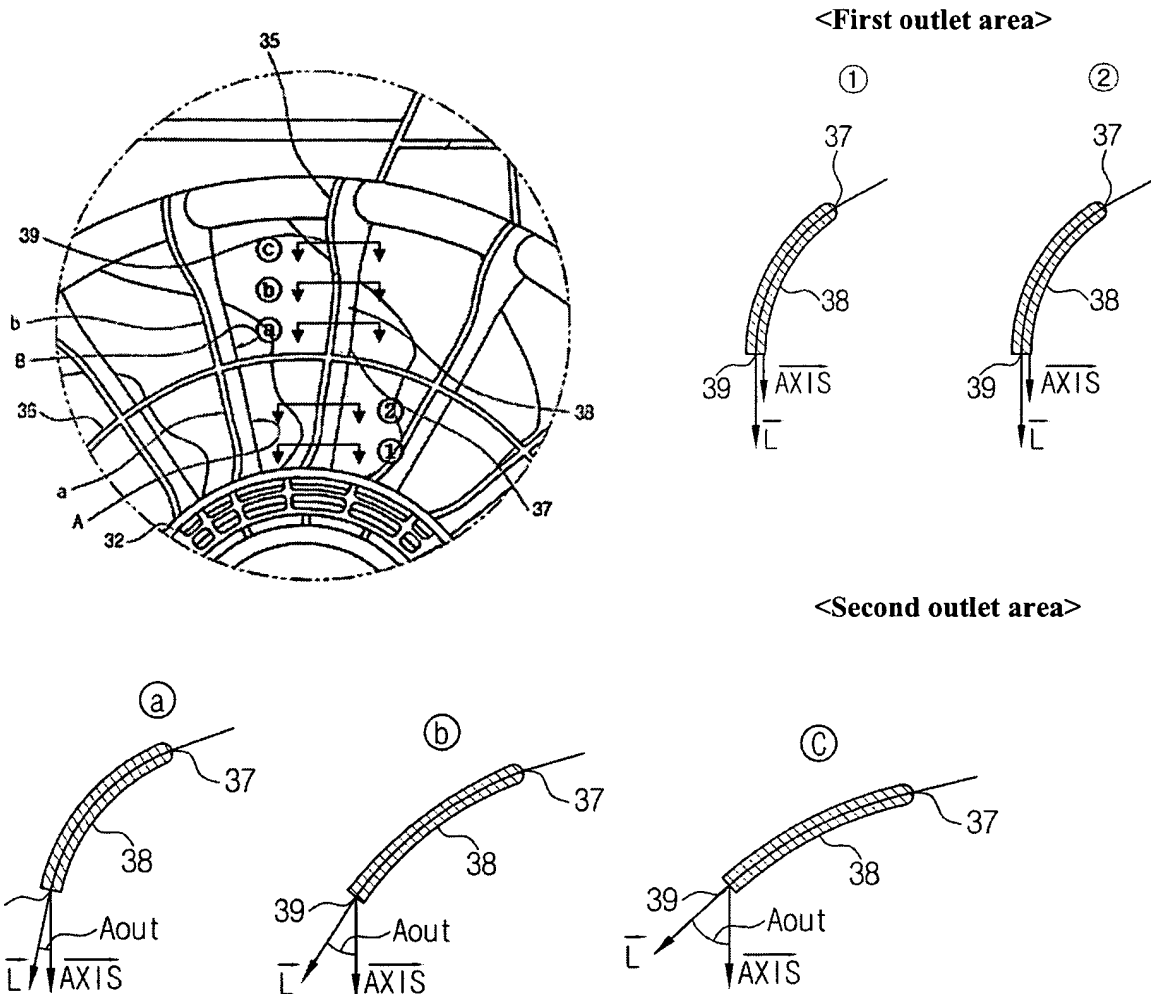 <First outlet area>
①
②
37
37
38
38
39
AXIS
L
39
AXIS
L
35
39
ⓒ
ⓑ
b
ⓐ
B
36
②
38
①
a
A
37
32
<Second outlet area>
ⓐ
ⓑ
Ⓒ
37
37
37
38
38
38
39
39
Aout
Aout
Aout
L
AXIS
L
AXIS
L
AXIS